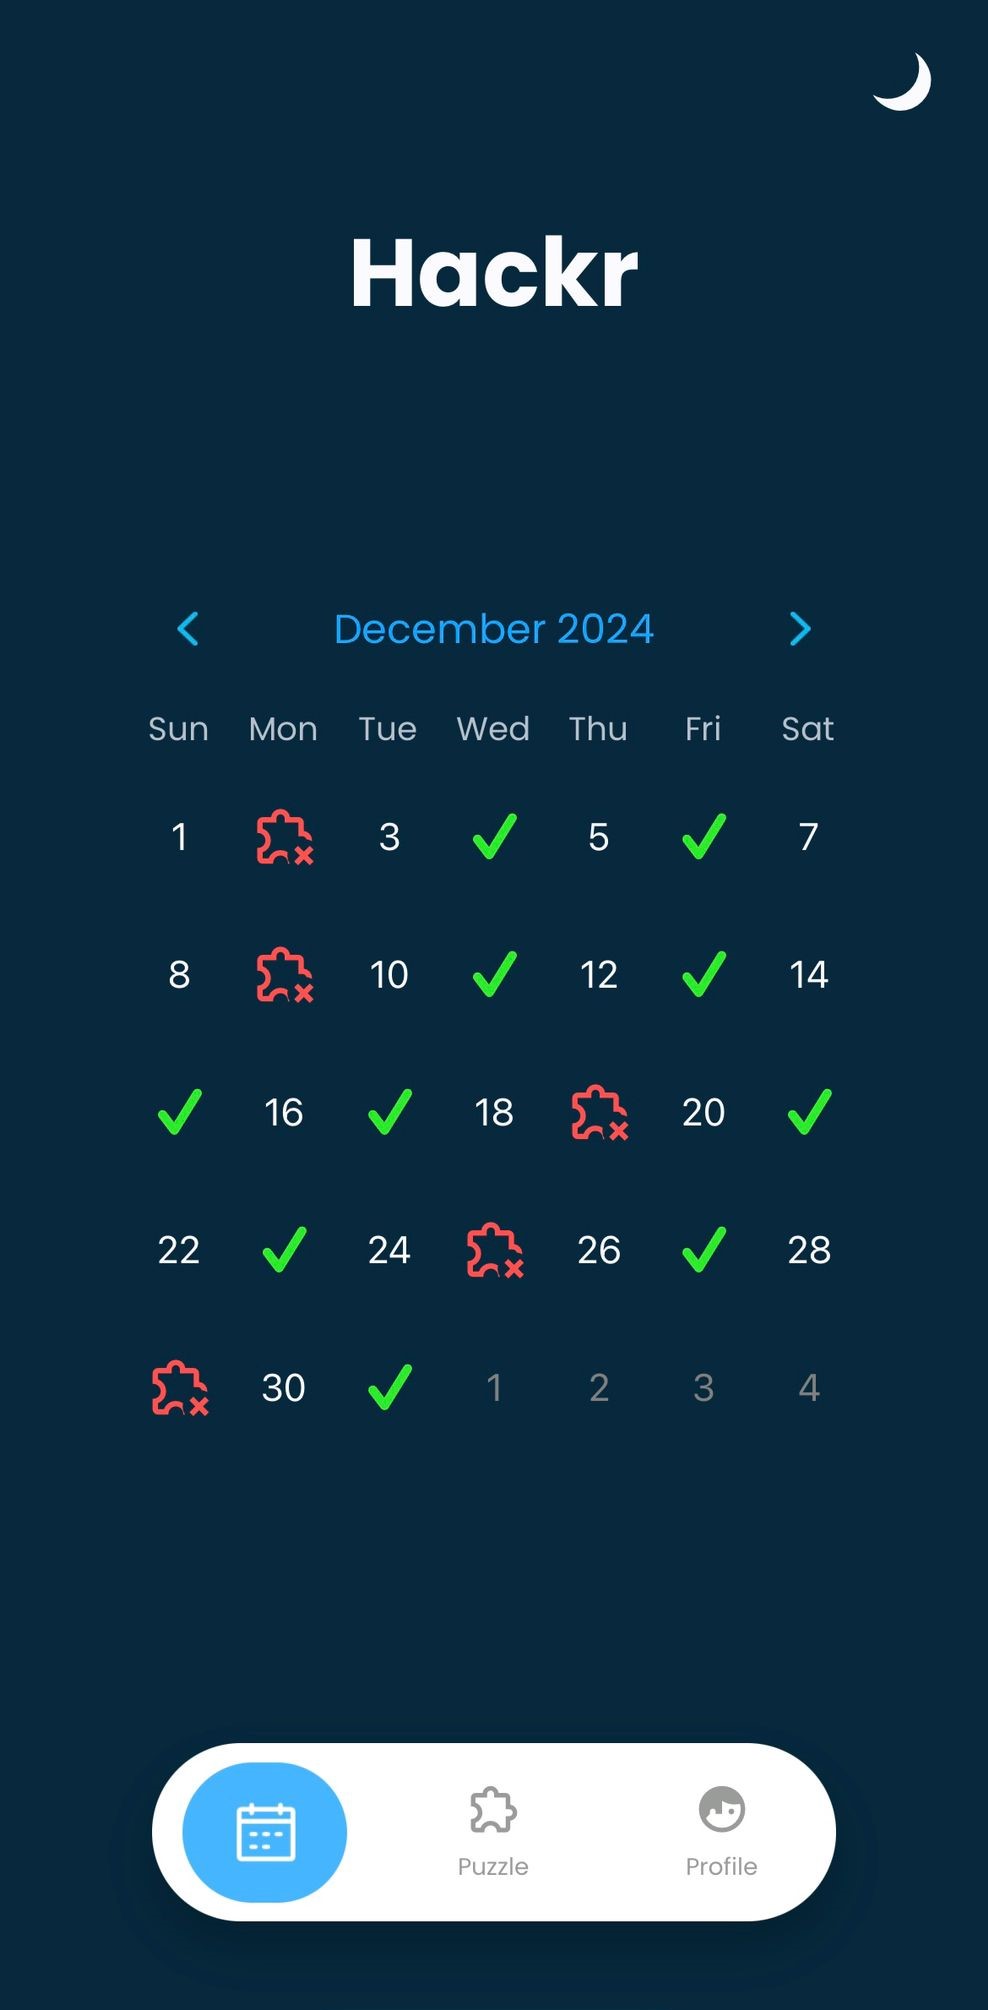 Hackr
December 2024
Sun Mon Tue Wed Thu Fri Sat
1 3 5 7
8 10 12 14
16 18 20
22 24 26 28
30 1 2 3 4
Puzzle Profile